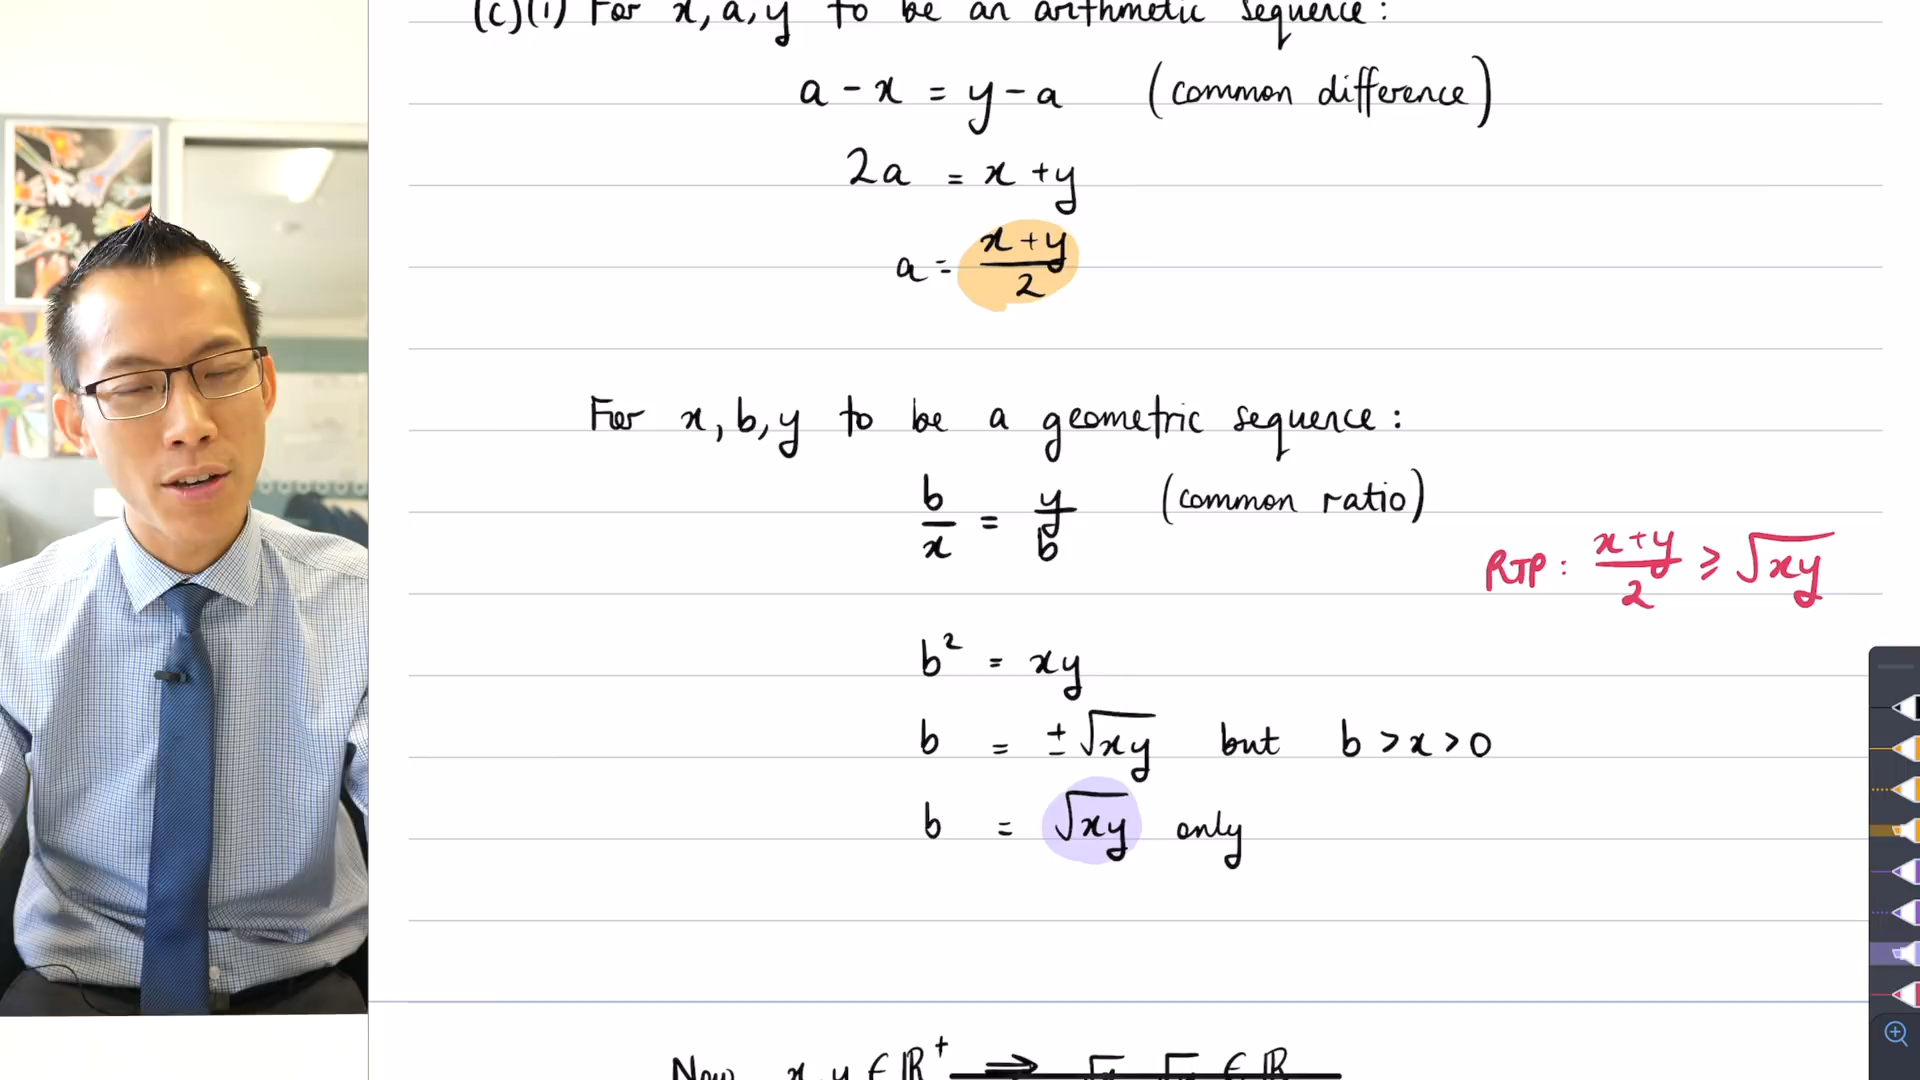 (c)(i) For x, a, y to be an arithmetic sequence:
a - x = y - a (common difference)
2a = x + y
a = x+y/2
For x, b, y to be a geometric sequence:
b/x = y/b (common ratio)
RTP: x+y/2 ⩾ √xy
b² = xy
b = ±√xy but b > x > 0
b = √xy only
Now x, y ∈ ℝ⁺ ⇒ ∈ ℝ